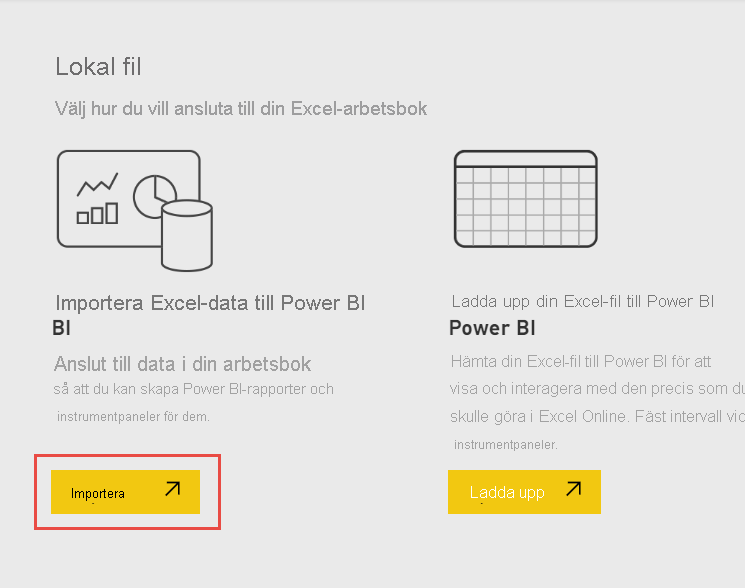 Lokal fil
Välj hur du vill ansluta till din Excel-arbetsbok
Importera Excel-data till Power BI
BI
Anslut till data i din arbetsbok
så att du kan skapa Power BI-rapporter och
instrumentpaneler för dem.
Importera
Ladda upp din Excel-fil till Power BI
Power BI
Hämta din Excel-fil till Power BI för att
visa och interagera med den precis som du
skulle göra i Excel Online. Fäst intervall
instrumentpaneler.
Ladda upp